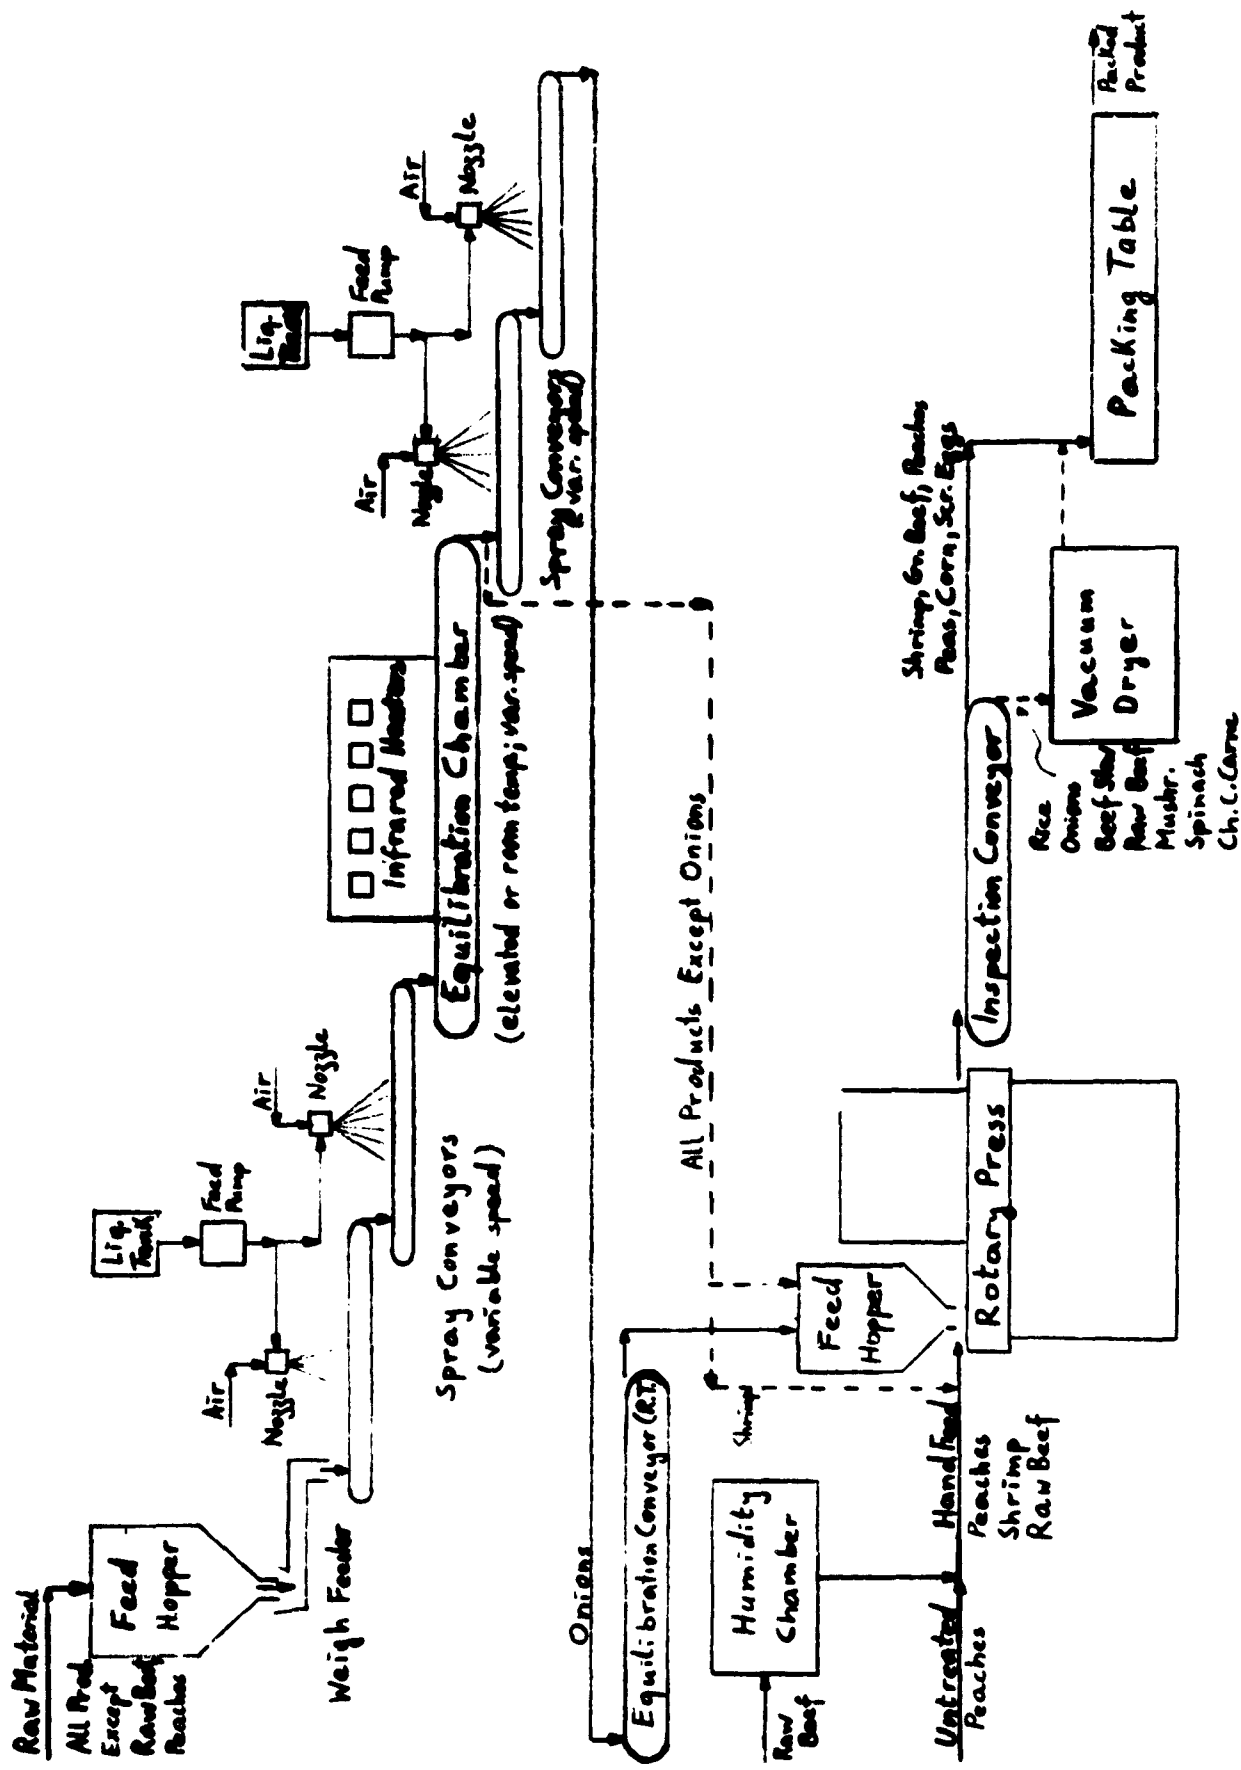 Raw Material
All Prod.
Except
Raw Beef
Peaches
Feed
Hopper
Weigh Feeder
Air
Nozzle
Liq.
Tank
Feed
Pump
Air
Nozzle
Spray Conveyors
(variable speed)
Infrared Heaters
Equilibration Chamber
(elevated or room temp; var. speed)
Air
Nozzle
Liq.
Tank
Feed
Pump
Air
Nozzle
Spray Conveyors
var. speed)
Onions
Equilibration Conveyor (R.T.)
All Products Except Onions
Shrimp
Raw
Beef
Humidity
Chamber
Untreated
Peaches
Hand Feed
Peaches
Shrimp
Raw Beef
Feed
Hopper
Rotary Press
Inspection Conveyor
Shrimp, Gr. Beef, Peaches
Peas, Corn, Scr. Eggs
Rice
Onions
Beef Stew
Raw Beef
Mushr.
Spinach
Ch. C. Carne
Vacuum
Dryer
Packing Table
Packed
Product